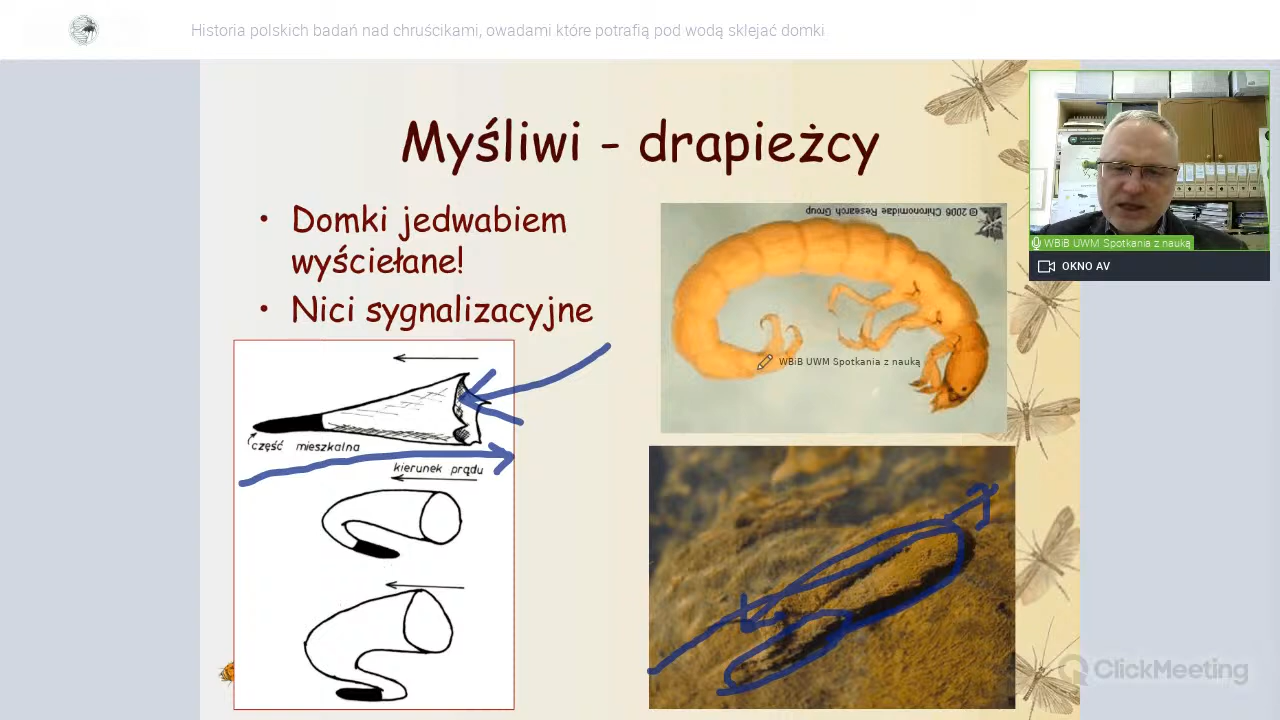 Historia polskich badań nad chruścikami, owadami które potrafią pod wodą sklejać domki
Myśliwi - drapieżcy
• Domki jedwabiem
wyściełane!
• Nici sygnalizacyjne
część mieszkalna
kierunek prądu
© 2006 Chironomidae Research Group
WBiB UWM Spotkania z nauką
WBiB UWM Spotkania z nauką
OKNO AV
ClickMeeting